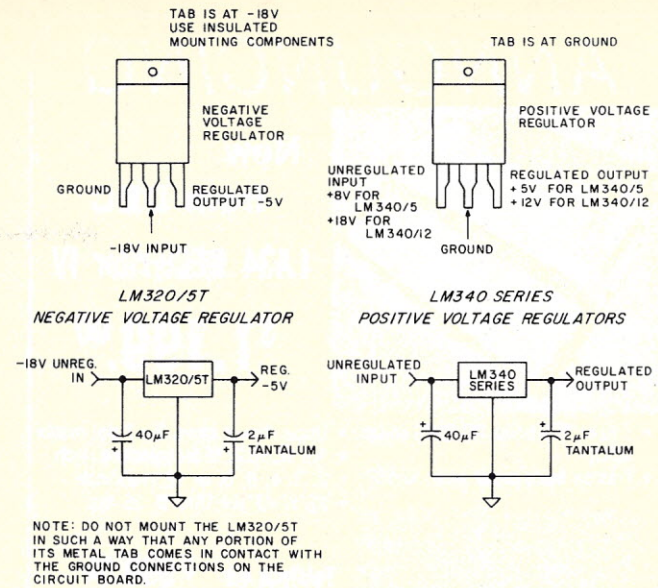 TAB IS AT -18V
USE INSULATED
MOUNTING COMPONENTS
NEGATIVE
VOLTAGE
REGULATOR
GROUND
REGULATED
OUTPUT -5V
-18V INPUT
LM320/5T
NEGATIVE VOLTAGE REGULATOR
TAB IS AT GROUND
POSITIVE VOLTAGE
REGULATOR
UNREGULATED
INPUT
+8V FOR
LM340/5
+18V FOR
LM340/12
REGULATED OUTPUT
+5V FOR LM340/5
+12V FOR LM340/12
GROUND
LM340 SERIES
POSITIVE VOLTAGE REGULATORS
-18V UNREG.
IN
LM320/5T
REG.
-5V
40µF
+
2µF
TANTALUM
+
UNREGULATED
INPUT
LM340
SERIES
REGULATED
OUTPUT
+
40µF
+
2µF
TANTALUM
NOTE: DO NOT MOUNT THE LM320/5T
IN SUCH A WAY THAT ANY PORTION OF
ITS METAL TAB COMES IN CONTACT WITH
THE GROUND CONNECTIONS ON THE
CIRCUIT BOARD.